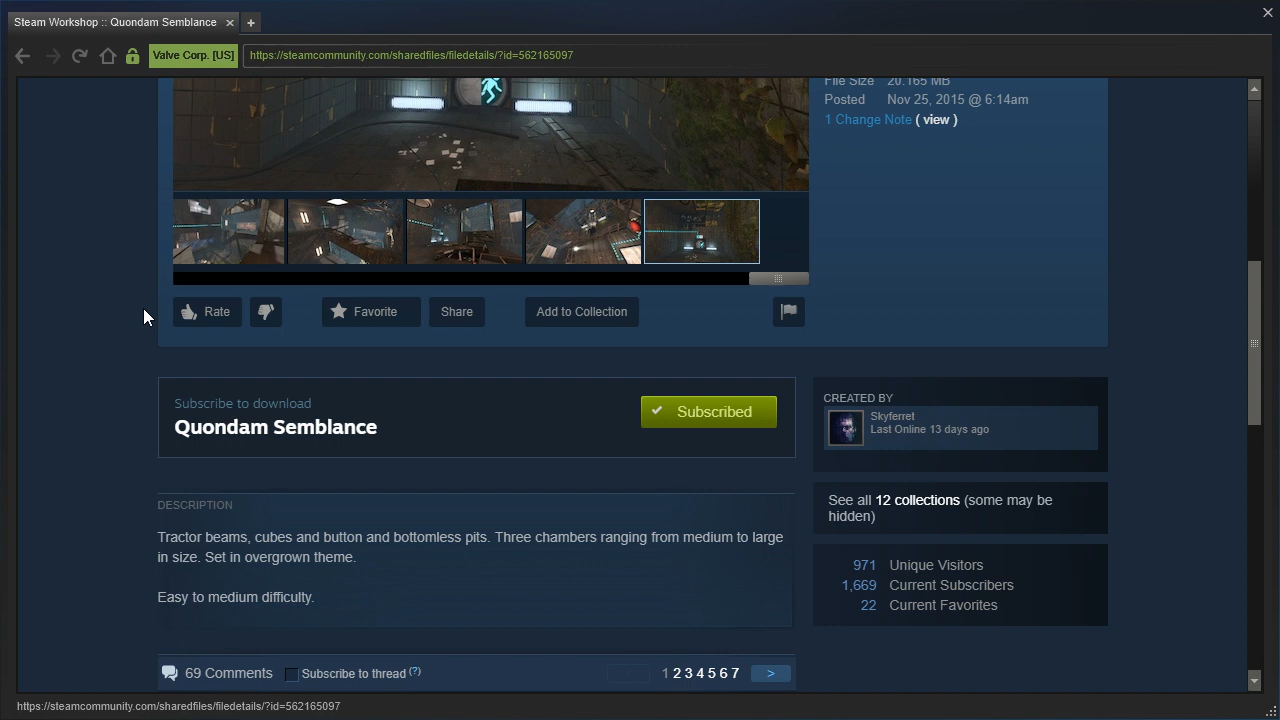 Steam Workshop :: Quondam Semblance
Valve Corp. [US]
https://steamcommunity.com/sharedfiles/filedetails/?id=562165097
File Size 20.165 MB
Posted Nov 25, 2015 @ 6:14am
1 Change Note ( view )
Rate
Favorite
Share
Add to Collection
Subscribe to download
Quondam Semblance
Subscribed
CREATED BY
Skyferret
Last Online 13 days ago
See all 12 collections (some may be
hidden)
DESCRIPTION
Tractor beams, cubes and button and bottomless pits. Three chambers ranging from medium to large
in size. Set in overgrown theme.
Easy to medium difficulty.
971 Unique Visitors
1,669 Current Subscribers
22 Current Favorites
69 Comments Subscribe to thread (?) < 1 2 3 4 5 6 7 >
https://steamcommunity.com/sharedfiles/filedetails/?id=562165097